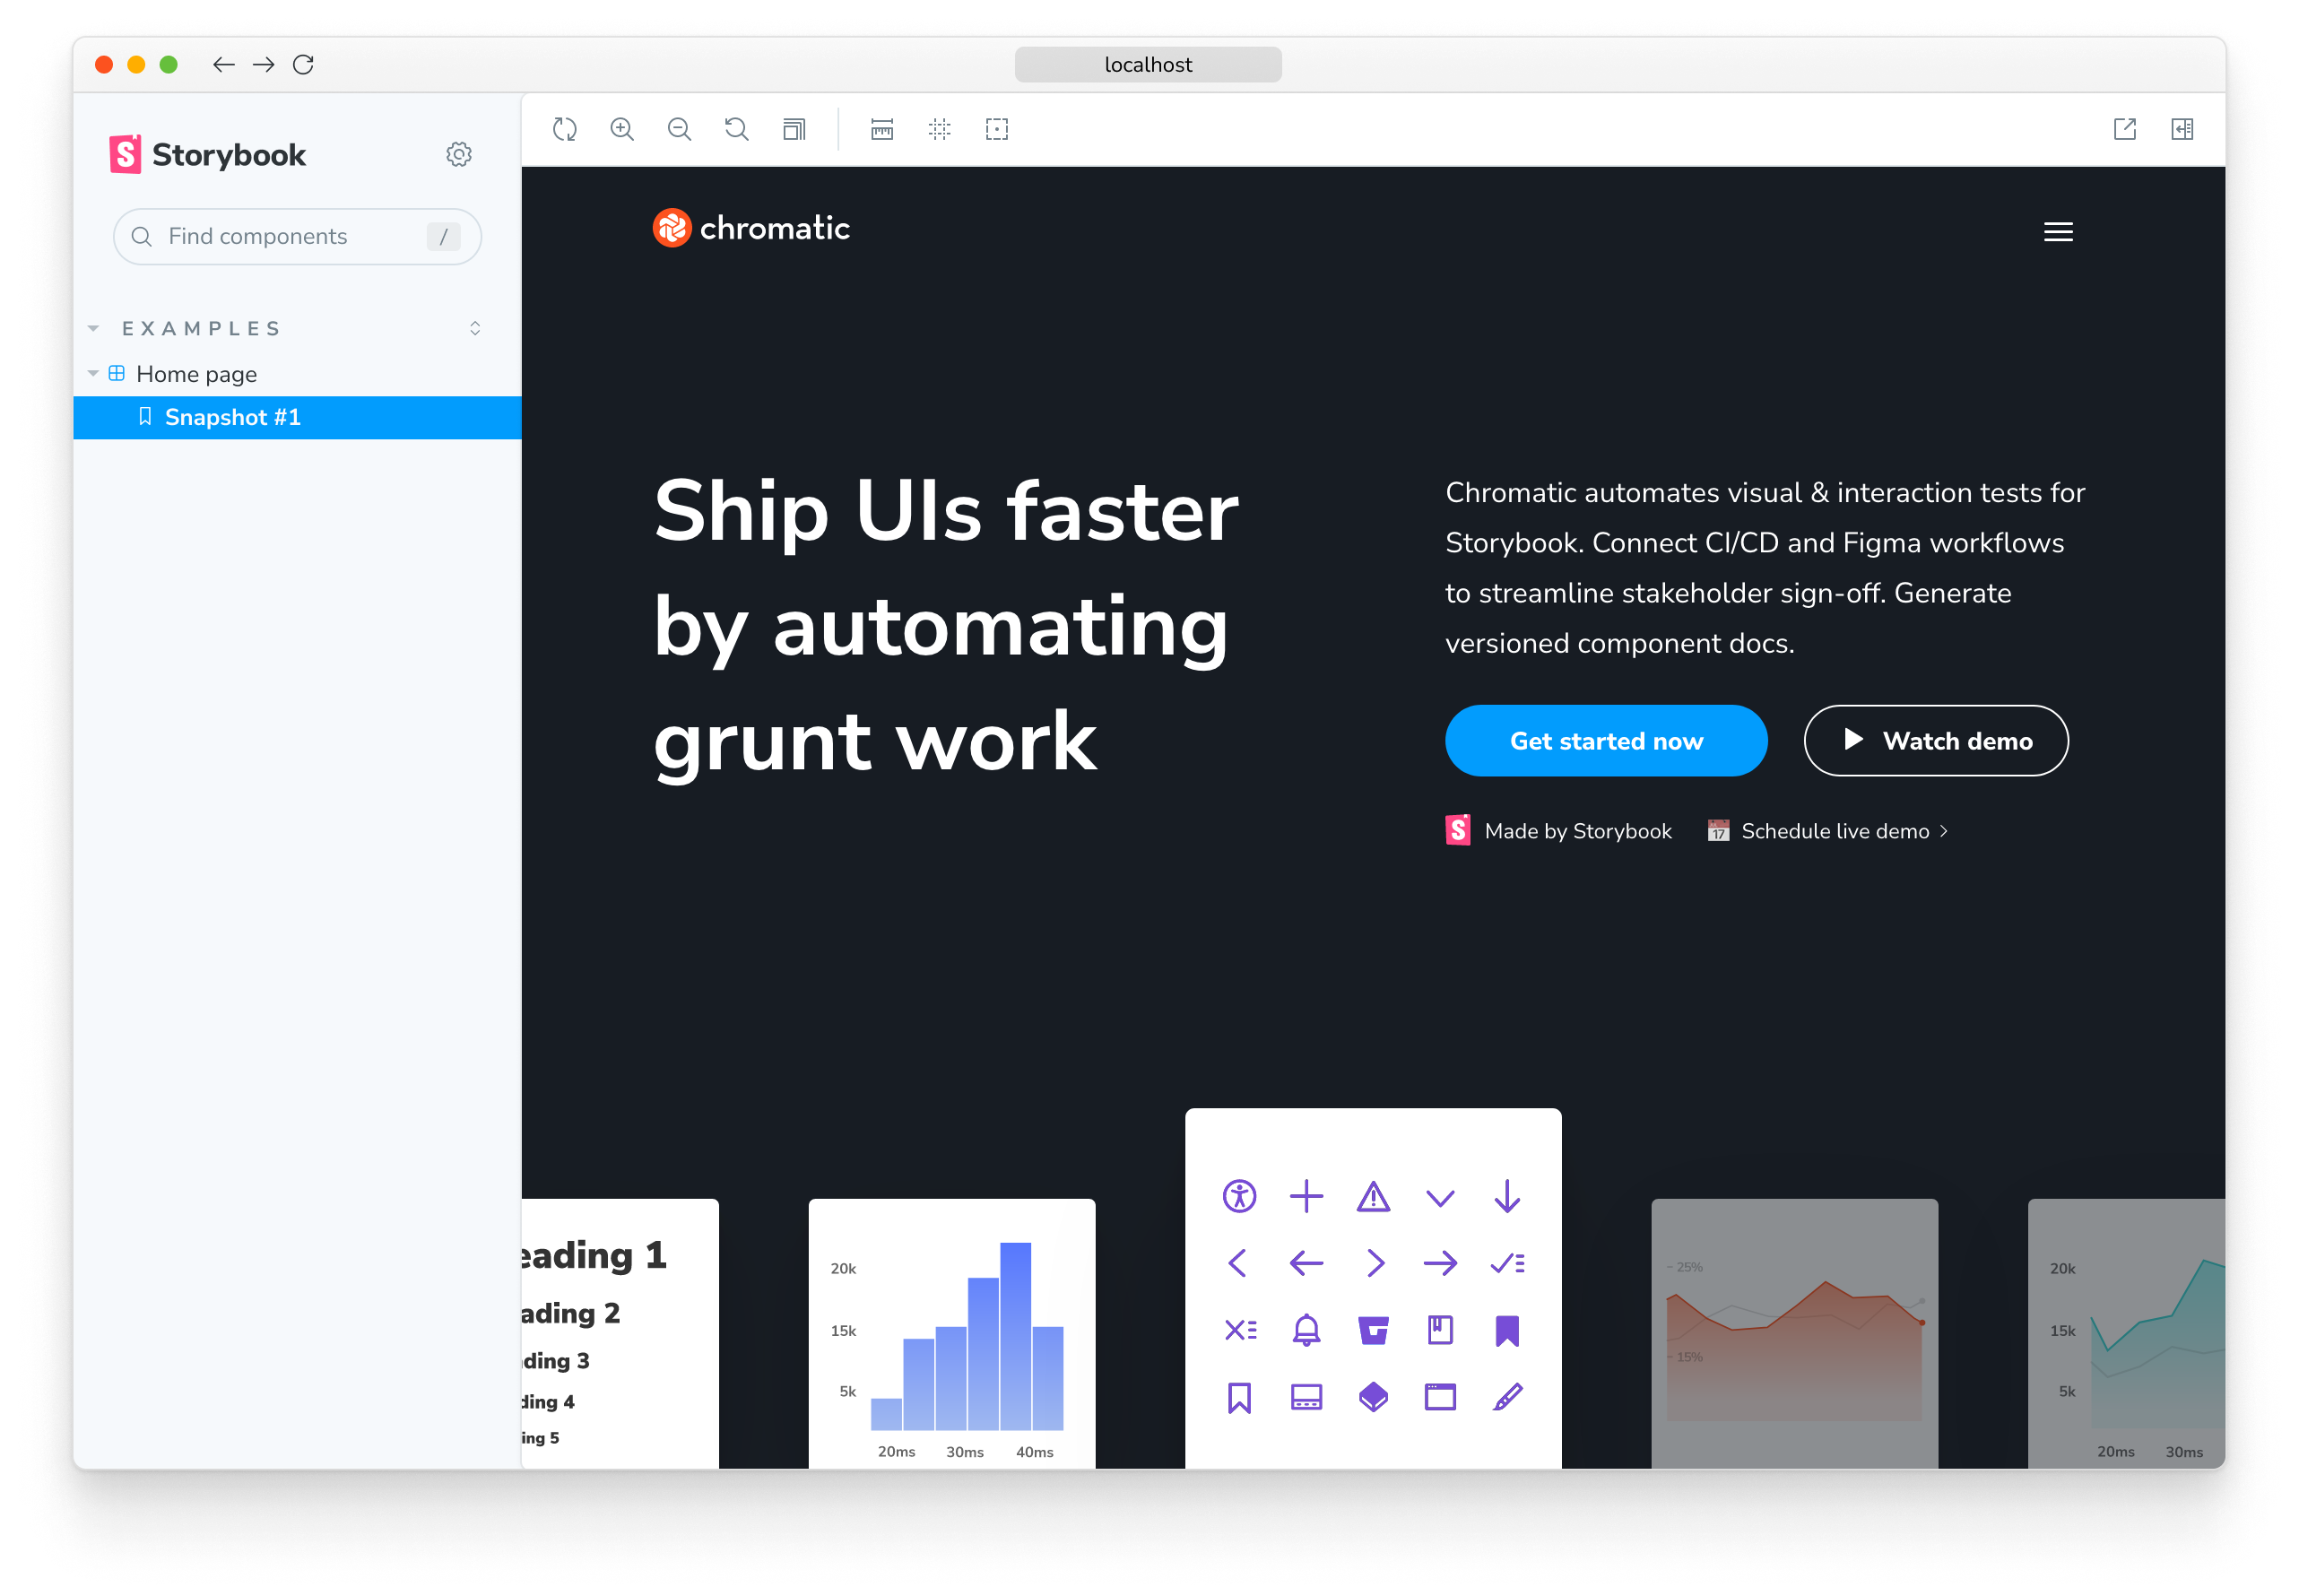 localhost
Storybook
Find components
/
EXAMPLES
Home page
Snapshot #1
chromatic
Ship UIs faster
by automating
grunt work
Chromatic automates visual & interaction tests for
Storybook. Connect CI/CD and Figma workflows
to streamline stakeholder sign-off. Generate
versioned component docs.
Get started now
Watch demo
Made by Storybook
17
Schedule live demo
eading 1
ading 2
ding 3
ding 4
ing 5
20k
15k
5k
20ms 30ms 40ms
25%
15%
20k
15k
5k
20ms 30ms